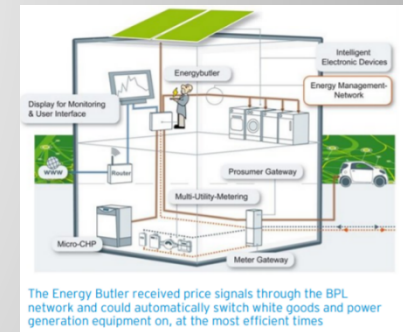 Intelligent
Electronic Devices
Energybutler
Energy Management-
Network
Display for Monitoring
& User Interface
www
Router
Prosumer Gateway
Multi-Utility-Metering
Micro-CHP
Meter Gateway
The Energy Butler received price signals through the BPL
network and could automatically switch white goods and power
generation equipment on, at the most efficient times